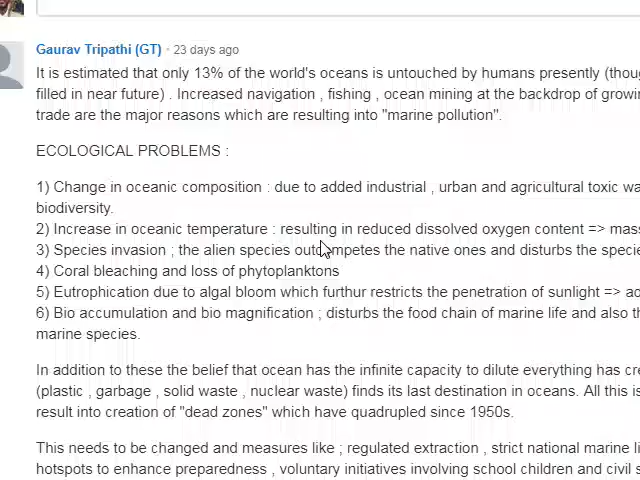 Gaurav Tripathi (GT) · 23 days ago
It is estimated that only 13% of the world's oceans is untouched by humans presently
filled in near future) . Increased navigation , fishing , ocean mining at the backdrop of
trade are the major reasons which are resulting into "marine pollution".
ECOLOGICAL PROBLEMS :
1) Change in oceanic composition : due to added industrial , urban and agricultural toxic
biodiversity.
2) Increase in oceanic temperature : resulting in reduced dissolved oxygen content =>
3) Species invasion ; the alien species outcompetes the native ones and disturbs the
4) Coral bleaching and loss of phytoplanktons
5) Eutrophication due to algal bloom which furthur restricts the penetration of sunlight =>
6) Bio accumulation and bio magnification ; disturbs the food chain of marine life and also
marine species.
In addition to these the belief that ocean has the infinite capacity to dilute everything has
(plastic , garbage , solid waste , nuclear waste) finds its last destination in oceans. All this is
result into creation of "dead zones" which have quadrupled since 1950s.
This needs to be changed and measures like ; regulated extraction , strict national marine
hotspots to enhance preparedness , voluntary initiatives involving school children and civil